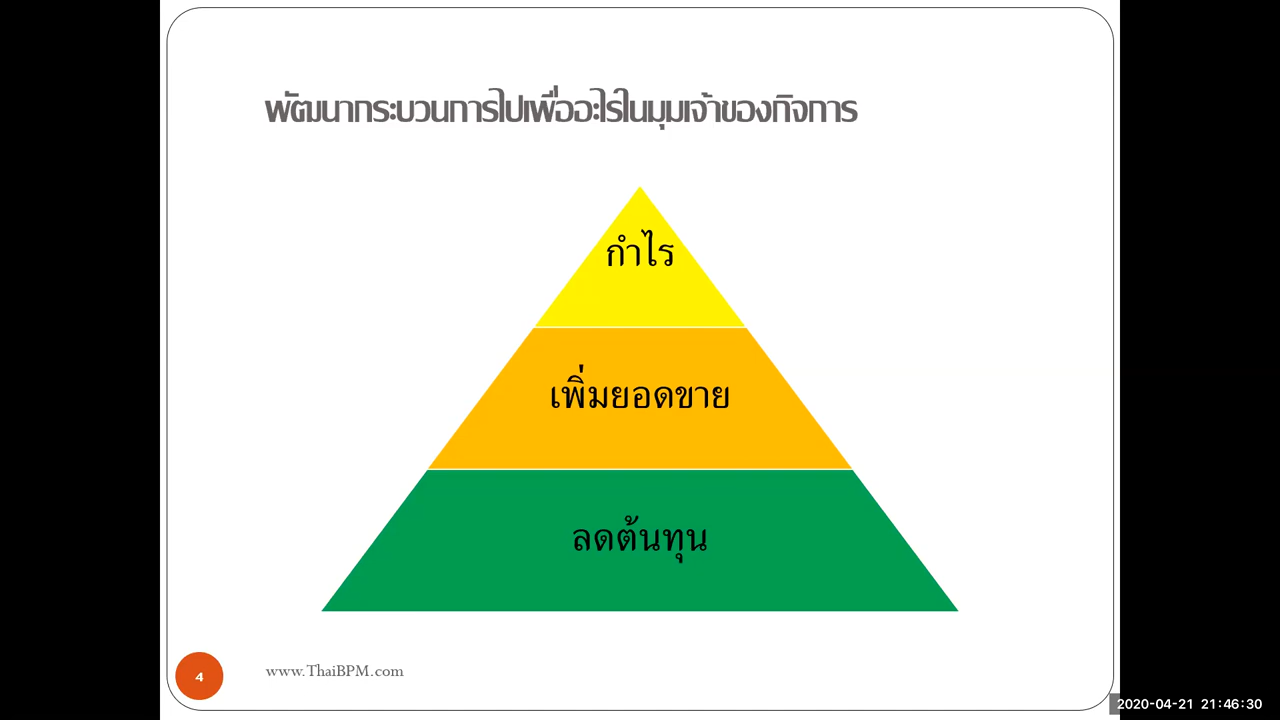 พัฒนากระบวนการไปเพื่ออะไรในมุมเจ้าของกิจการ
กำไร
เพิ่มยอดขาย
ลดต้นทุน
4
www.ThaiBPM.com
2020-04-21 21:46:30